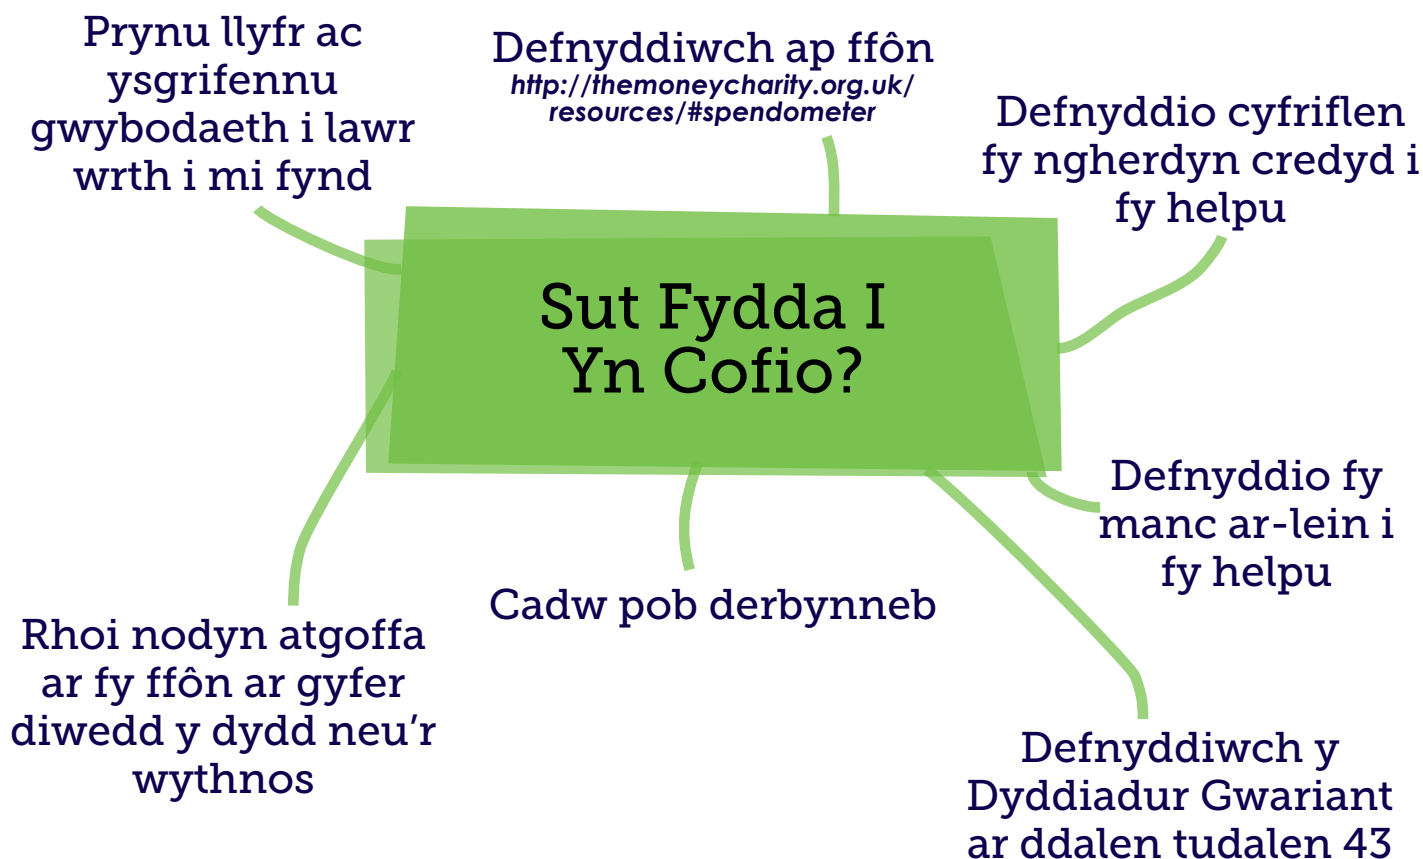 Prynu llyfr ac
ysgrifennu
gwybodaeth i lawr
wrth i mi fynd
Defnyddiwch ap ffôn
http://themoneycharity.org.uk/
resources/#spendometer
Defnyddio cyfriflen
fy ngherdyn credyd i
fy helpu
Sut Fydda I
Yn Cofio?
Defnyddio fy
manc ar-lein i
fy helpu
Cadw pob derbynneb
Rhoi nodyn atgoffa
ar fy ffôn ar gyfer
diwedd y dydd neu’r
wythnos
Defnyddiwch y
Dyddiadur Gwariant
ar ddalen tudalen 43